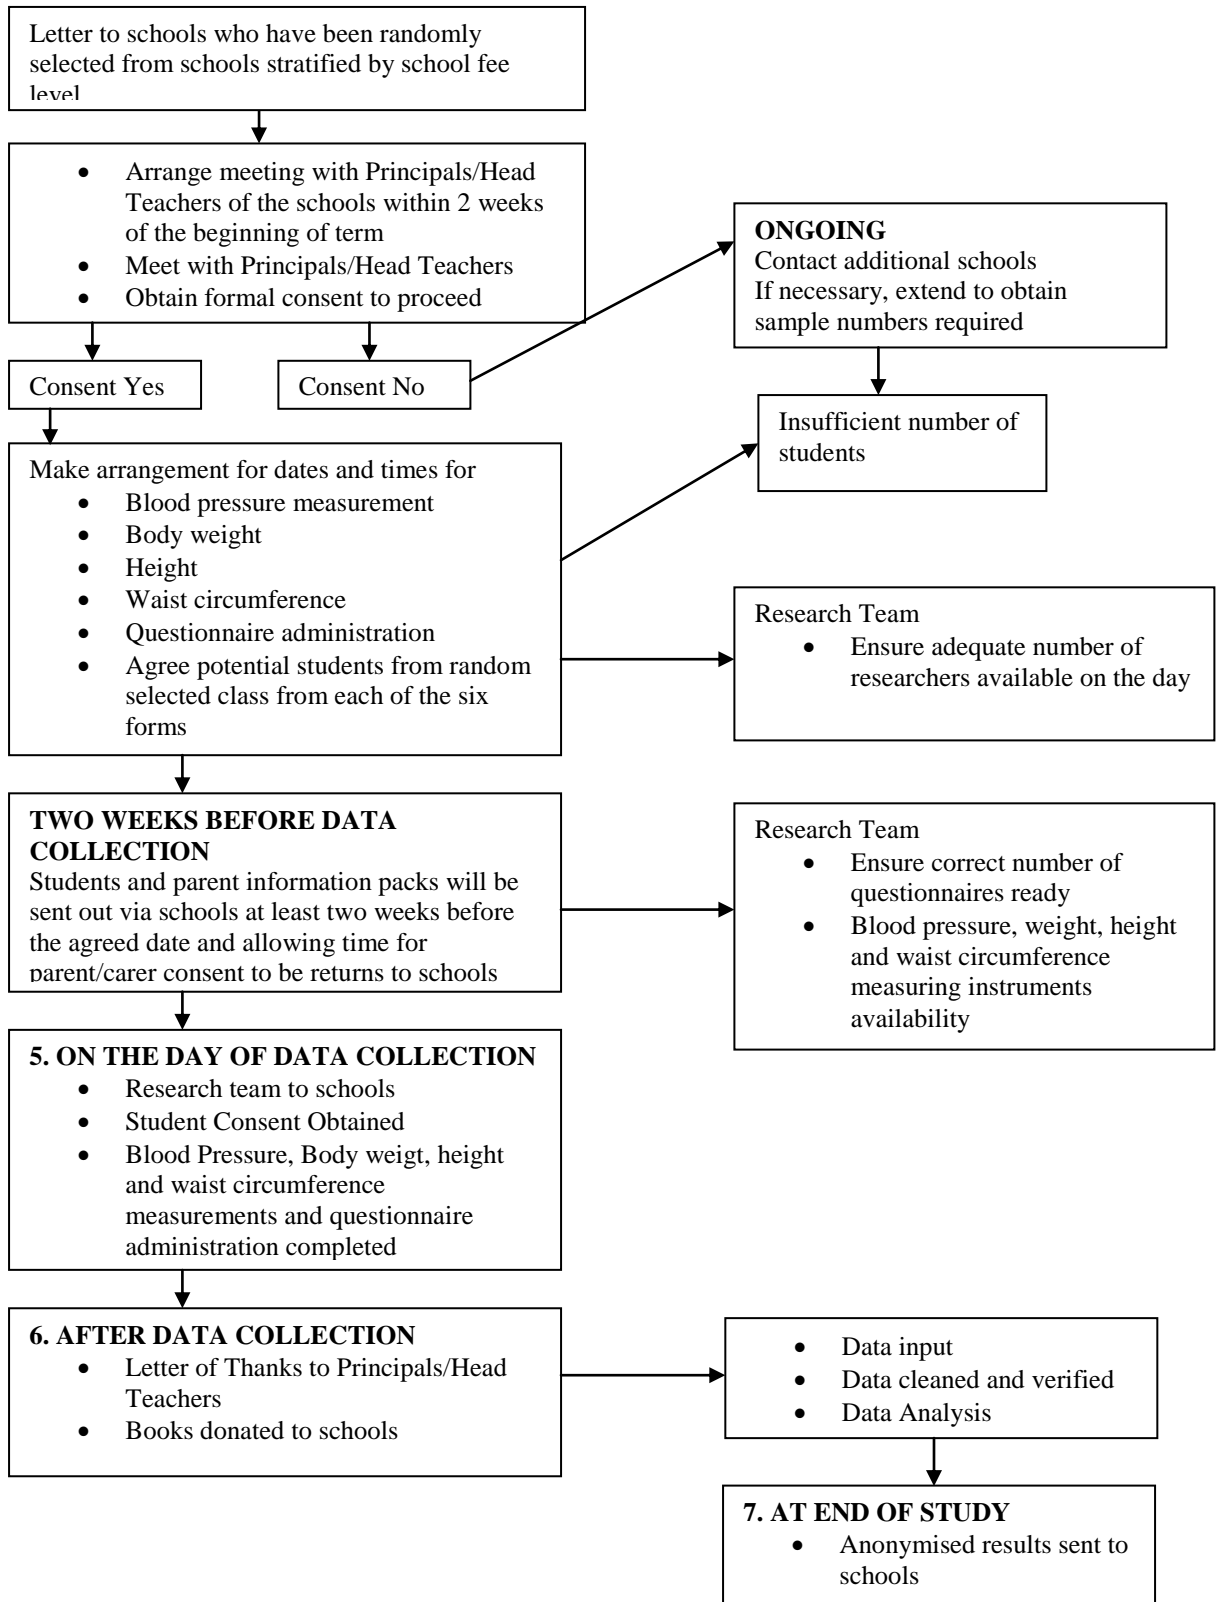 Letter to schools who have been randomly
selected from schools stratified by school fee
level
• Arrange meeting with Principals/Head
Teachers of the schools within 2 weeks
of the beginning of term
• Meet with Principals/Head Teachers
• Obtain formal consent to proceed
ONGOING
Contact additional schools
If necessary, extend to obtain
sample numbers required
Consent Yes
Consent No
Insufficient number of
students
Make arrangement for dates and times for
• Blood pressure measurement
• Body weight
• Height
• Waist circumference
• Questionnaire administration
• Agree potential students from random
selected class from each of the six
forms
Research Team
• Ensure adequate number of
researchers available on the day
TWO WEEKS BEFORE DATA
COLLECTION
Students and parent information packs will be
sent out via schools at least two weeks before
the agreed date and allowing time for
parent/carer consent to be returns to schools
Research Team
• Ensure correct number of
questionnaires ready
• Blood pressure, weight, height
and waist circumference
measuring instruments
availability
5. ON THE DAY OF DATA COLLECTION
• Research team to schools
• Student Consent Obtained
• Blood Pressure, Body weigt, height
and waist circumference
measurements and questionnaire
administration completed
6. AFTER DATA COLLECTION
• Letter of Thanks to Principals/Head
Teachers
• Books donated to schools
• Data input
• Data cleaned and verified
• Data Analysis
7. AT END OF STUDY
• Anonymised results sent to
schools